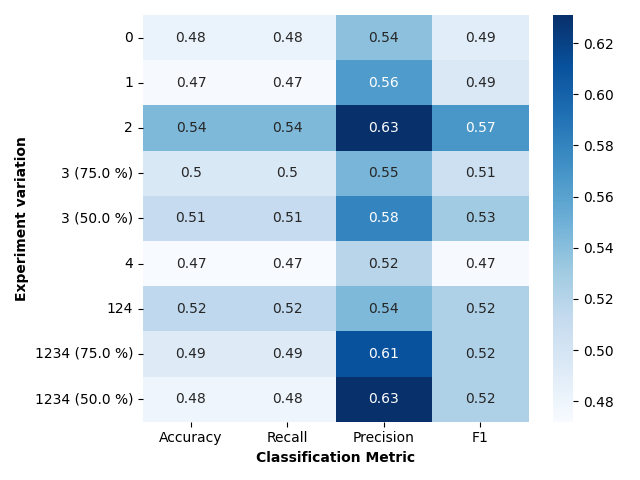 0 0.48 0.48 0.54 0.49
1 0.47 0.47 0.56 0.49
2 0.54 0.54 0.63 0.57
3 (75.0 %) 0.5 0.5 0.55 0.51
3 (50.0 %) 0.51 0.51 0.58 0.53
4 0.47 0.47 0.52 0.47
124 0.52 0.52 0.54 0.52
1234 (75.0 %) 0.49 0.49 0.61 0.52
1234 (50.0 %) 0.48 0.48 0.63 0.52
Accuracy Recall Precision F1
Classification Metric
Experiment variation
0.62
0.60
0.58
0.56
0.54
0.52
0.50
0.48